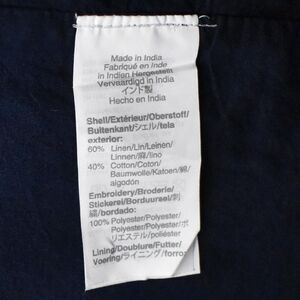 Made in India
Fabriqué en Inde
in Indien Hergestellt
Vervaardigd in India
インド製
Hecho en India
Shell/Extérieur/Oberstoff/
Buitenkant/シェル/tela
exterior:
60% Linen/Lin/Leinen/
Linnen/麻/lino
40% Cotton/Coton/
Baumwolle/Katoen/綿/
algodón
Embroidery/Broderie/
Stickerei/Borduursel/刺
繍/bordado:
100% Polyester/Polyester/
Polyester/Polyester/ポ
リエステル/poliéster
Lining/Doublure/Futter/
Voering/ライニング/forro: